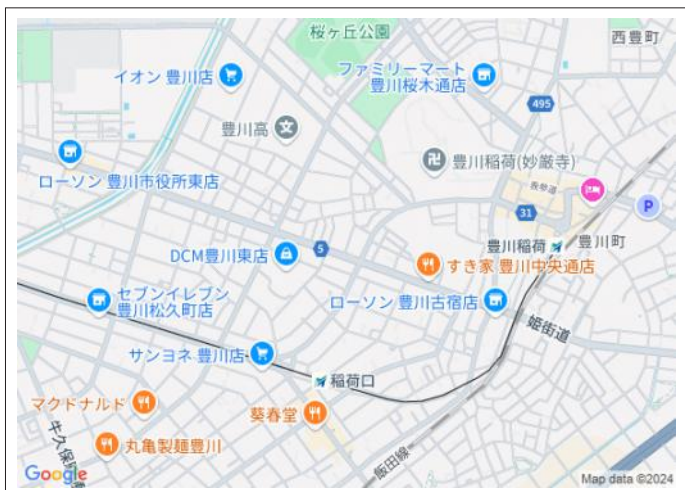 桜ヶ丘公園
西豊町
イオン 豊川店
ファミリーマート
豊川桜木通店
495
豊川高
文
豊川稲荷(妙厳寺)
ローソン 豊川市役所東店
表参道
P
31
豊川稲荷
豊川町
5
DCM豊川東店
すき家 豊川中央通店
セブンイレブン
豊川松久町店
ローソン 豊川古宿店
姫街道
サンヨネ 豊川店
稲荷口
マクドナルド
葵春堂
丸亀製麺豊川
飯田線
Google
Map data ©2024